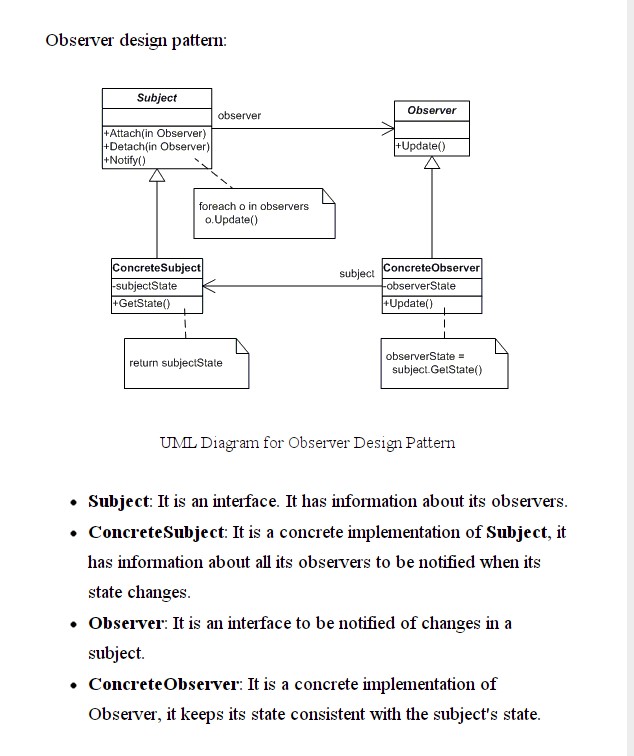 Observer design pattern:
Subject
+Attach(in Observer)
+Detach(in Observer)
+Notify()
observer
Observer
+Update()
foreach o in observers
o.Update()
ConcreteSubject
-subjectState
+GetState()
subject
ConcreteObserver
-observerState
+Update()
return subjectState
observerState =
subject.GetState()
UML Diagram for Observer Design Pattern
• Subject: It is an interface. It has information about its observers.
• ConcreteSubject: It is a concrete implementation of Subject, it
has information about all its observers to be notified when its
state changes.
• Observer: It is an interface to be notified of changes in a
subject.
• ConcreteObserver: It is a concrete implementation of
Observer, it keeps its state consistent with the subject's state.